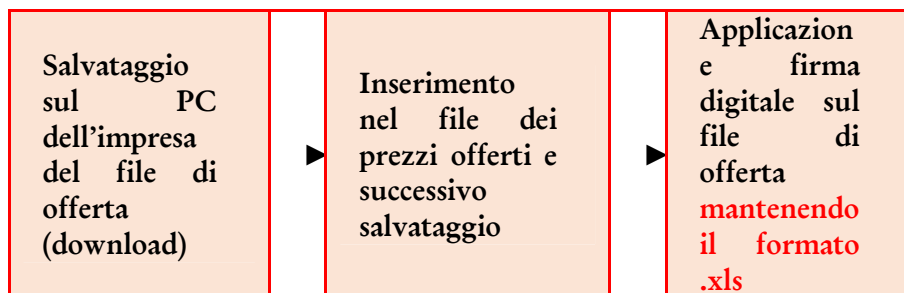 Salvataggio
sul PC
dell’impresa
del file di
offerta
(download)
Inserimento
nel file dei
prezzi offerti e
successivo
salvataggio
Applicazion
e firma
digitale sul
file di
offerta
mantenendo
il formato
.xls